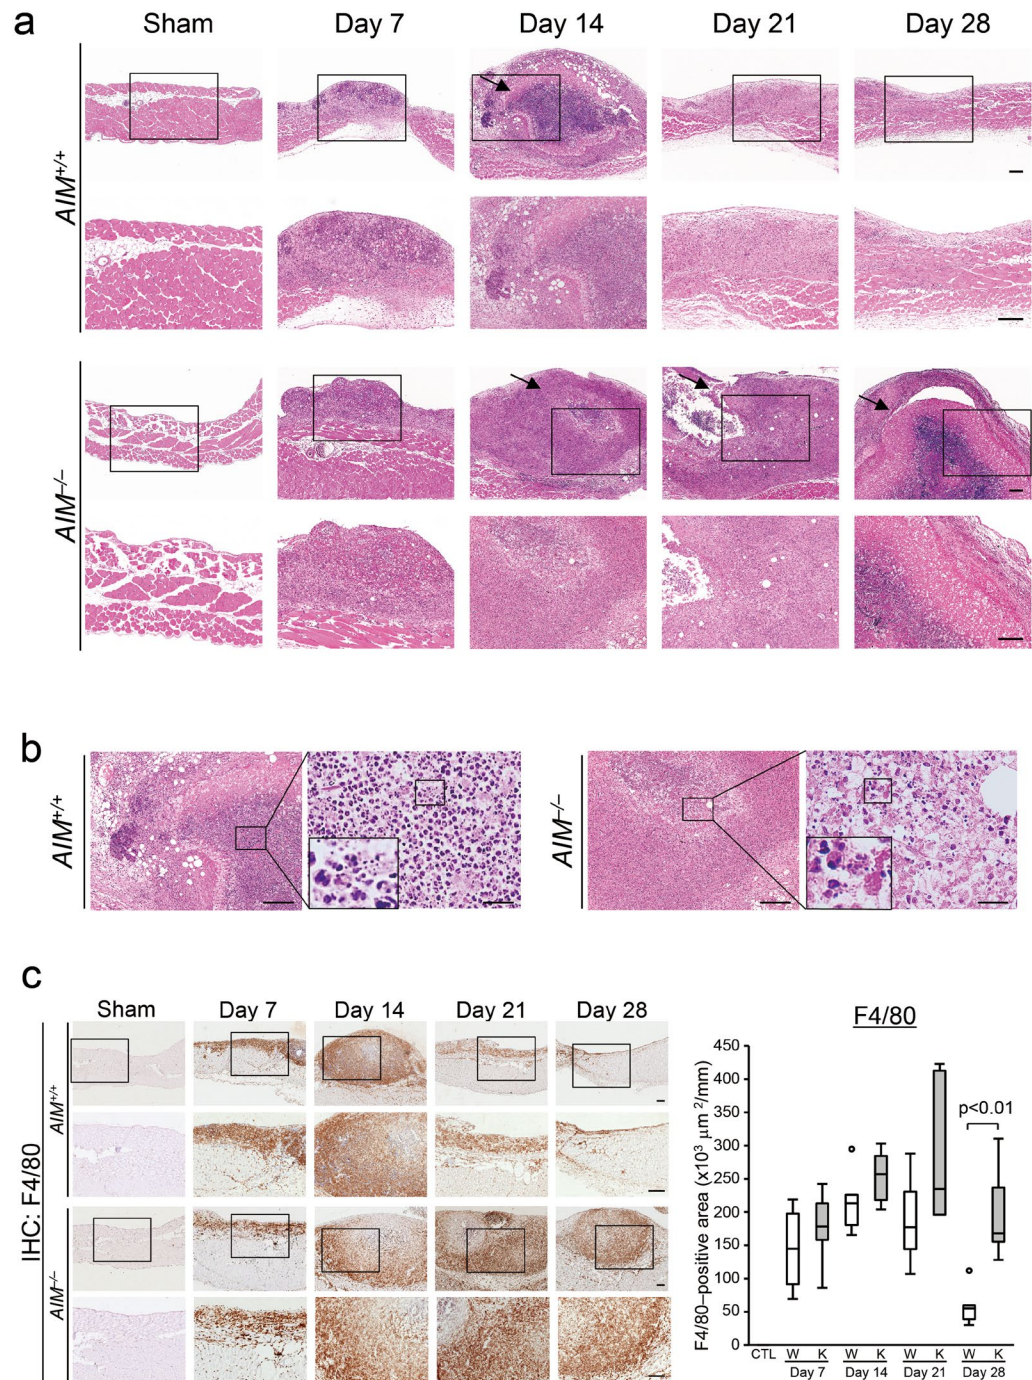 a
Sham Day 7 Day 14 Day 21 Day 28
AIM+/+
AIM−/−
b
AIM+/+
AIM−/−
c
Sham Day 7 Day 14 Day 21 Day 28
IHC: F4/80
AIM+/+
AIM−/−
F4/80
F4/80–positive area (x10³ μm²/mm)
450
400
350
300
250
200
150
100
50
0
p<0.01
CTL W K W K W K W K
Day 7 Day 14 Day 21 Day 28